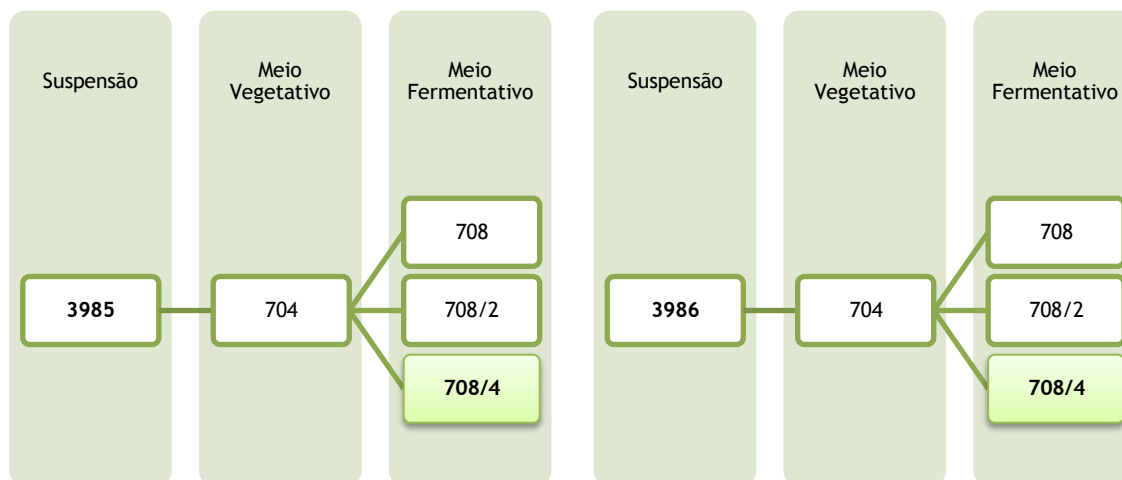 Suspensão
Meio
Vegetativo
Meio
Fermentativo
708
3985
704
708/2
708/4
Suspensão
Meio
Vegetativo
Meio
Fermentativo
708
3986
704
708/2
708/4